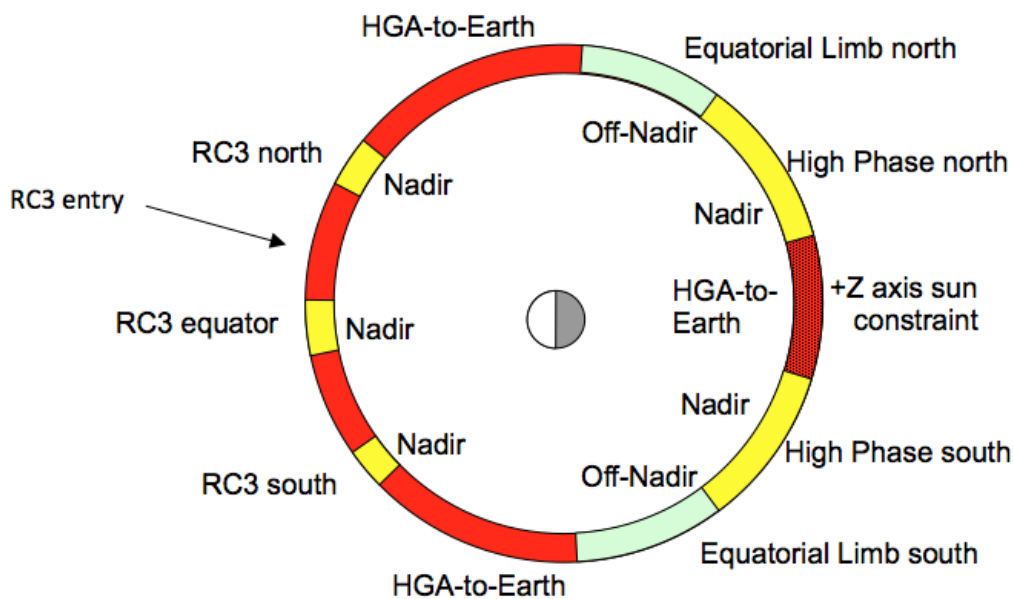 HGA-to-Earth
Equatorial Limb north
Off-Nadir
RC3 north
Nadir
High Phase north
RC3 entry
Nadir
HGA-to-
Earth
+Z axis sun
constraint
RC3 equator
Nadir
Nadir
Nadir
High Phase south
RC3 south
Off-Nadir
Equatorial Limb south
HGA-to-Earth